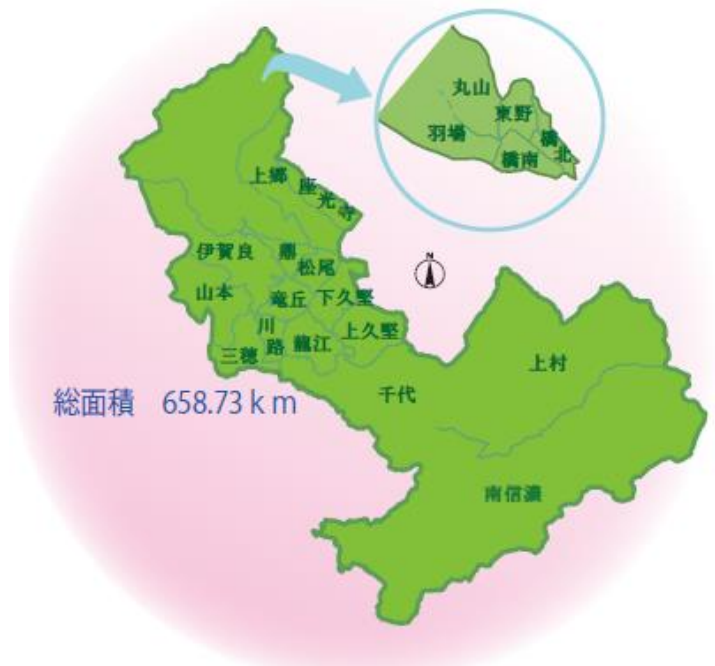 丸山
東野
羽場
橋北
橋南
上郷
座光寺
伊賀良
鼎
松尾
N
山本
竜丘
下久堅
川路
龍江
上久堅
三穂
上村
千代
総面積 658.73 k m
南信濃